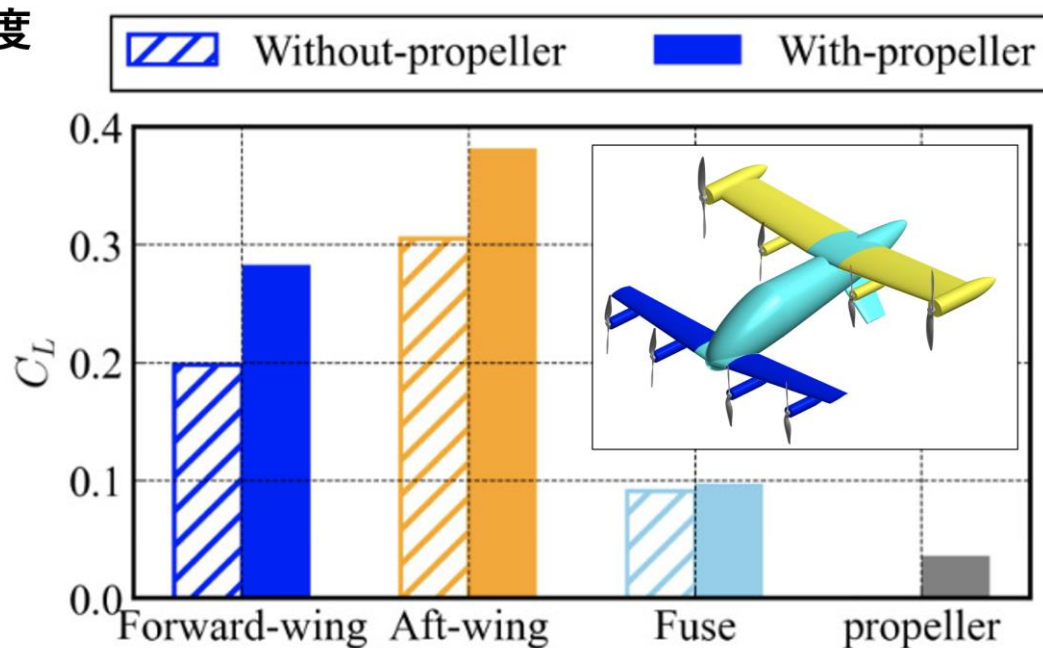 度
Without-propeller With-propeller
0.4
0.3
0.2
0.1
0.0
C_L
Forward-wing Aft-wing Fuse propeller